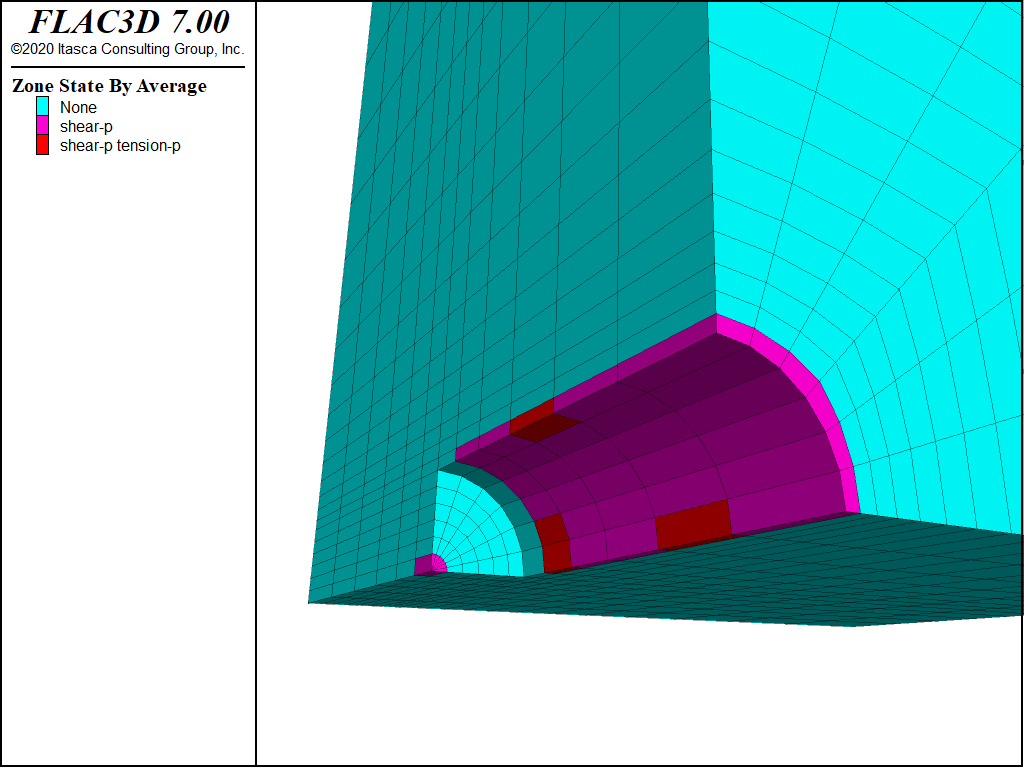 FLAC3D 7.00
©2020 Itasca Consulting Group, Inc.
Zone State By Average
None
shear-p
shear-p tension-p